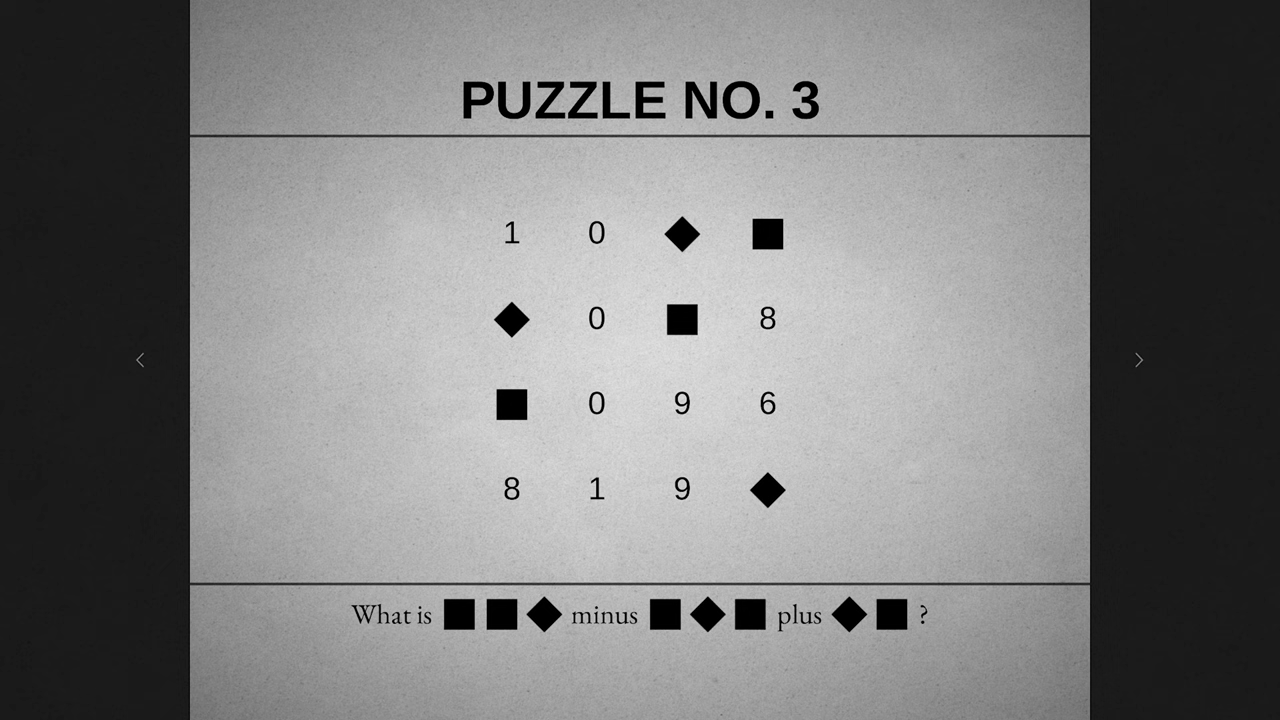 PUZZLE NO. 3
1 0 ◆ ■
◆ 0 ■ 8
■ 0 9 6
8 1 9 ◆
What is ■ ■ ◆ minus ■ ◆ ■ plus ◆ ■ ?